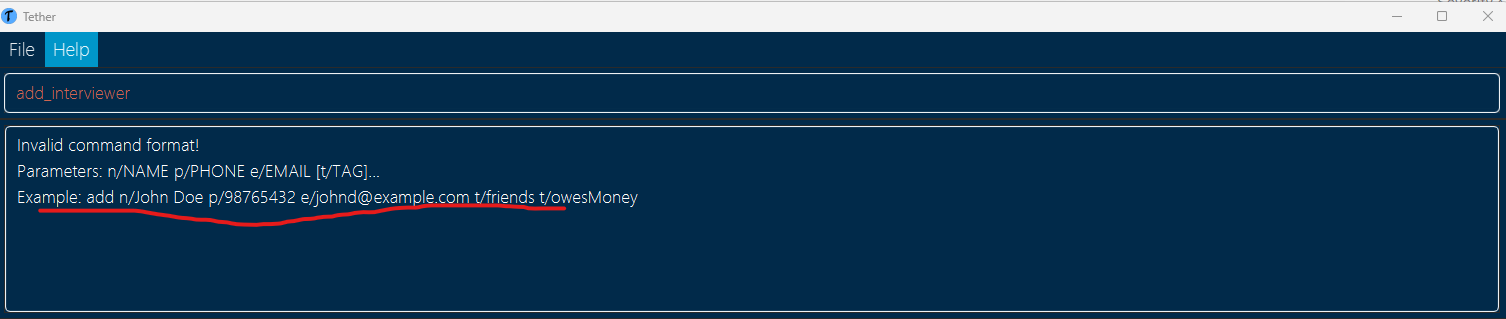 Tether
File Help
add_interviewer
Invalid command format!
Parameters: n/NAME p/PHONE e/EMAIL [t/TAG]...
Example: add n/John Doe p/98765432 e/johnd@example.com t/friends t/owesMoney